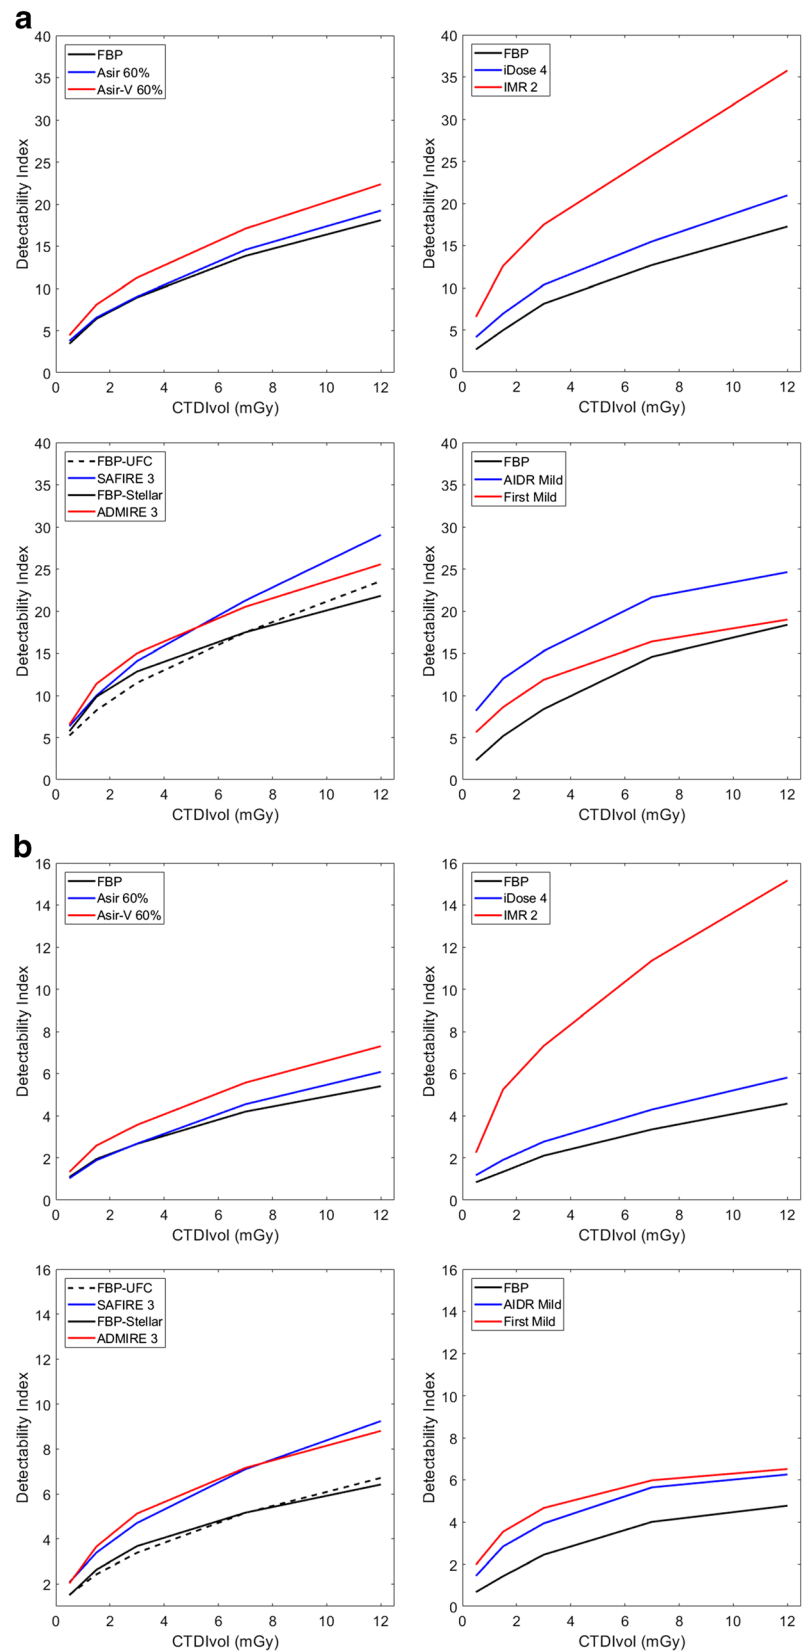 a
40
35
30
25
20
15
10
5
0
Detectability Index
FBP
Asir 60%
Asir-V 60%
0 2 4 6 8 10 12
CTDIvol (mGy)
40
35
30
25
20
15
10
5
0
Detectability Index
FBP
iDose 4
IMR 2
0 2 4 6 8 10 12
CTDIvol (mGy)
40
35
30
25
20
15
10
5
0
Detectability Index
FBP-UFC
SAFIRE 3
FBP-Stellar
ADMIRE 3
0 2 4 6 8 10 12
CTDIvol (mGy)
40
35
30
25
20
15
10
5
0
Detectability Index
FBP
AIDR Mild
First Mild
0 2 4 6 8 10 12
CTDIvol (mGy)
b
16
14
12
10
8
6
4
2
0
Detectability Index
FBP
Asir 60%
Asir-V 60%
0 2 4 6 8 10 12
CTDIvol (mGy)
16
14
12
10
8
6
4
2
0
Detectability Index
FBP
iDose 4
IMR 2
0 2 4 6 8 10 12
CTDIvol (mGy)
16
14
12
10
8
6
4
2
Detectability Index
FBP-UFC
SAFIRE 3
FBP-Stellar
ADMIRE 3
0 2 4 6 8 10 12
CTDIvol (mGy)
16
14
12
10
8
6
4
2
0
Detectability Index
FBP
AIDR Mild
First Mild
0 2 4 6 8 10 12
CTDIvol (mGy)